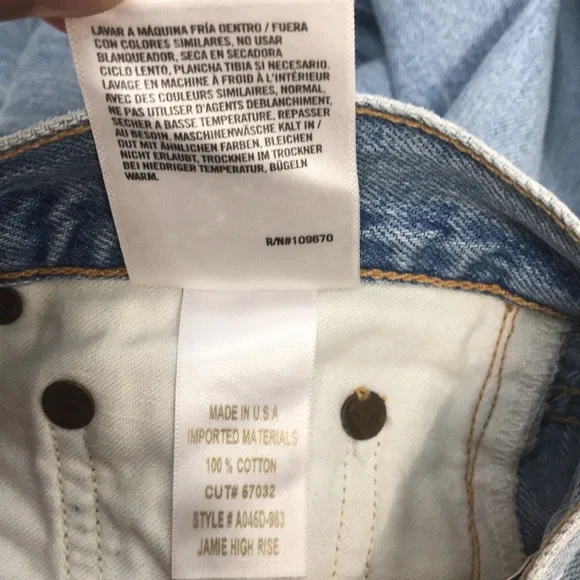 LAVAR A MÁQUINA FRÍA DENTRO / FUERA
CON COLORES SIMILARES, NO USAR
BLANQUEADOR, SECA EN SECADORA
CICLO LENTO, PLANCHA TIBIA SI NECESARIO.
LAVAGE EN MACHINE À FROID À L'INTÉRIEUR
AVEC DES COULEURS SIMILAIRES, NORMAL,
NE PAS UTILISER D'AGENTS DEBLANCHIMENT,
SECHER A BASSE TEMPERATURE, REPASSER
AU BESOIN. MASCHINENWÄSCHE KALT IN /
OUT MIT ÄHNLICHEN FARBEN, BLEICHEN
NICHT ERLAUBT, TROCKNEN IM TROCKNER
BEI NIEDRIGER TEMPERATUR, BÜGELN
WARM.
R/N#109670
MADE IN U.S.A
IMPORTED MATERIALS
100 % COTTON
CUT# 57032
STYLE # A046D-983
JAMIE HIGH RISE